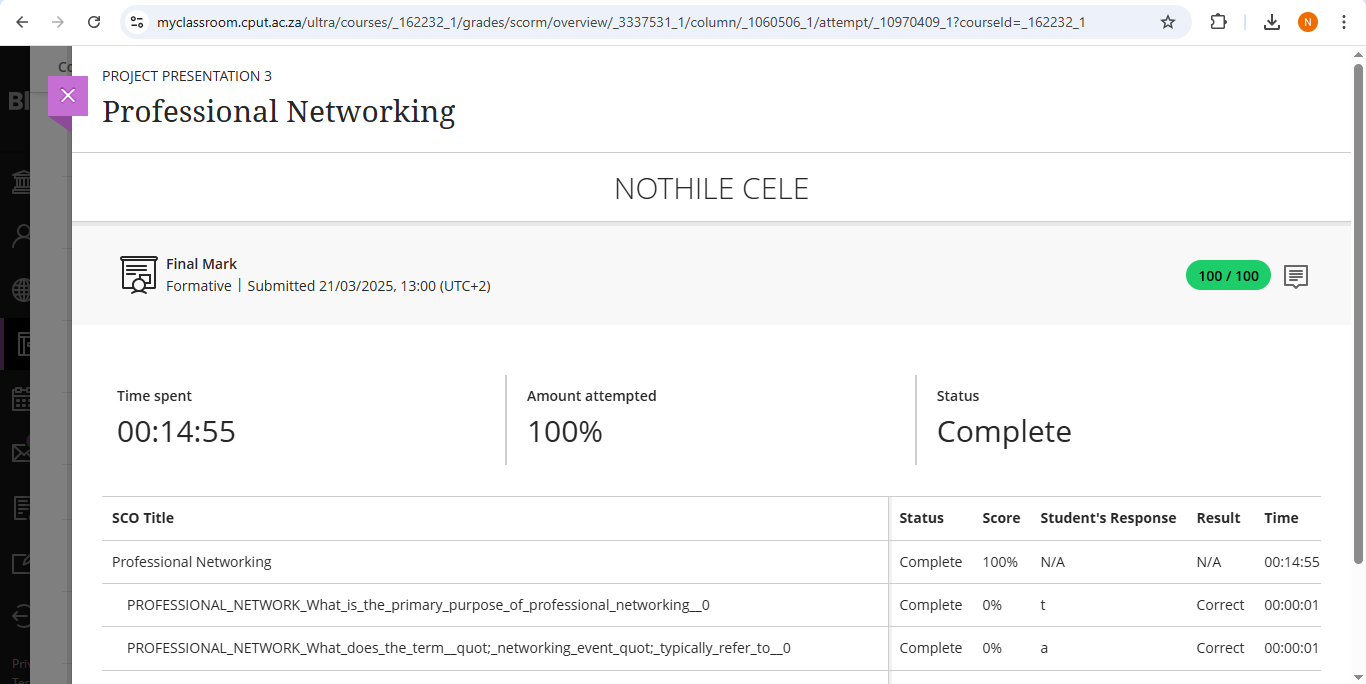 myclassroom.cput.ac.za/ultra/courses/_162232_1/grades/scorm/overview/_3337531_1/column/_1060506_1/attempt/_10970409_1?courseId=_162232_1
N
PROJECT PRESENTATION 3
Professional Networking
NOTHILE CELE
Final Mark
Formative | Submitted 21/03/2025, 13:00 (UTC+2)
100 / 100
Time spent
00:14:55
Amount attempted
100%
Status
Complete
SCO Title Status Score Student's Response Result Time
Professional Networking Complete 100% N/A N/A 00:14:55
PROFESSIONAL_NETWORK_What_is_the_primary_purpose_of_professional_networking__0 Complete 0% t Correct 00:00:01
PROFESSIONAL_NETWORK_What_does_the_term__quot;_networking_event_quot;_typically_refer_to__0 Complete 0% a Correct 00:00:01